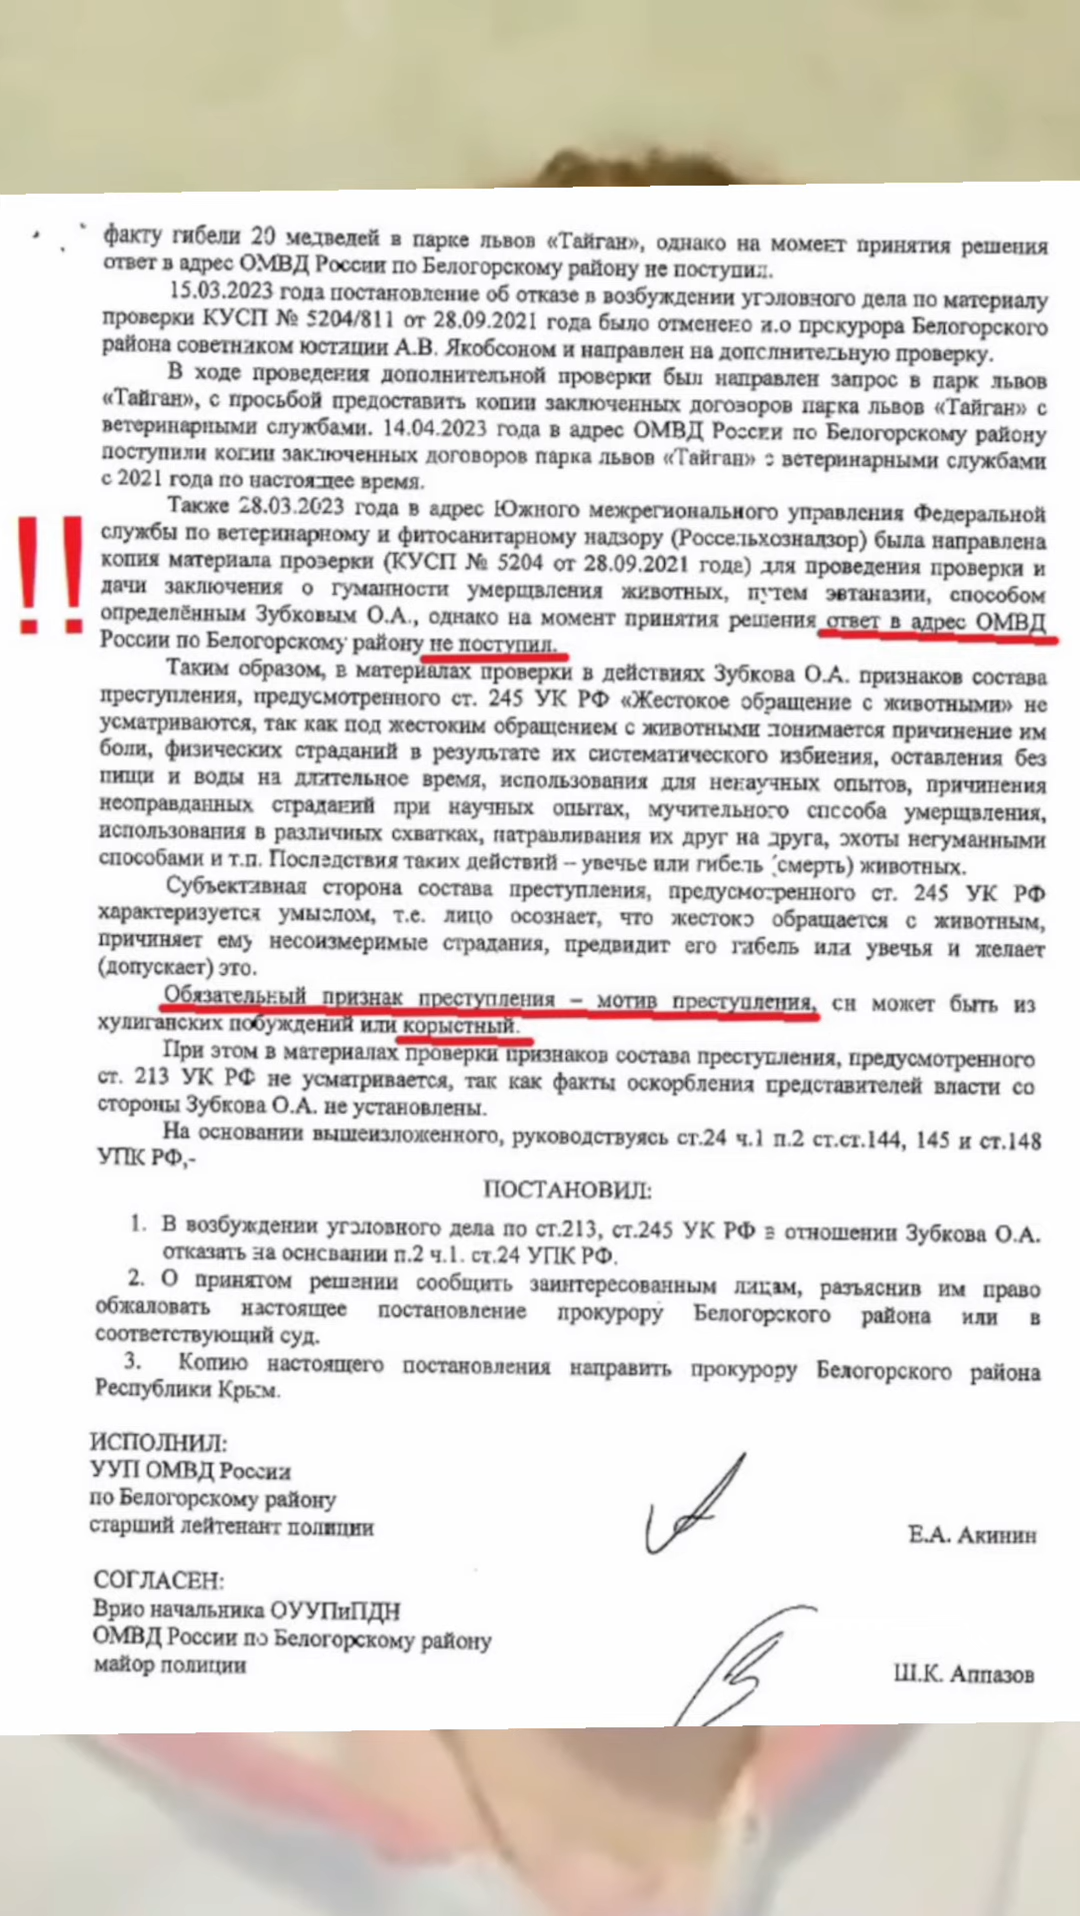 факту гибели 20 медведей в парке львов «Тайган», однако на момент принятия решения
ответ в адрес ОМВД России по Белогорскому району не поступил.
15.03.2023 года постановление об отказе в возбуждении уголовного дела по материалу
проверки КУСП № 5204/811 от 28.09.2021 года было отменено и.о прокурора Белогорского
района советником юстиции А.В. Якобсоном и направлен на дополнительную проверку.
В ходе проведения дополнительной проверки был направлен запрос в парк львов
«Тайган», с просьбой предоставить копии заключенных договоров парка львов «Тайган» с
ветеринарными службами. 14.04.2023 года в адрес ОМВД России по Белогорскому району
поступили копии заключенных договоров парка львов «Тайган» с ветеринарными службами
с 2021 года по настоящее время.
Также 28.03.2023 года в адрес Южного межрегионального управления Федеральной
службы по ветеринарному и фитосанитарному надзору (Россельхознадзор) была направлена
копия материала проверки (КУСП № 5204 от 28.09.2021 года) для проведения проверки и
дачи заключения о гуманности умерщвления животных, путем эвтаназии, способом
определённым Зубковым О.А., однако на момент принятия решения ответ в адрес ОМВД
России по Белогорскому району не поступил.
‼
Таким образом, в материалах проверки в действиях Зубкова О.А. признаков состава
преступления, предусмотренного ст. 245 УК РФ «Жестокое обращение с животными» не
усматриваются, так как под жестоким обращением с животными понимается причинение им
боли, физических страданий в результате их систематического избиения, оставления без
пищи и воды на длительное время, использования для ненаучных опытов, причинения
неоправданных страданий при научных опытах, мучительного способа умерщвления,
использования в различных схватках, натравливания их друг на друга, охоты негуманными
способами и т.п. Последствия таких действий – увечье или гибель (смерть) животных.
Субъективная сторона состава преступления, предусмотренного ст. 245 УК РФ
характеризуется умыслом, т.е. лицо осознает, что жестоко обращается с животным,
причиняет ему несоизмеримые страдания, предвидит его гибель или увечья и желает
(допускает) это.
Обязательный признак преступления – мотив преступления, он может быть из
хулиганских побуждений или корыстный.
При этом в материалах проверки признаков состава преступления, предусмотренного
ст. 213 УК РФ не усматривается, так как факты оскорбления представителей власти со
стороны Зубкова О.А. не установлены.
На основании вышеизложенного, руководствуясь ст.24 ч.1 п.2 ст.ст.144, 145 и ст.148
УПК РФ,-
ПОСТАНОВИЛ:
1. В возбуждении уголовного дела по ст.213, ст.245 УК РФ в отношении Зубкова О.А.
отказать на основании п.2 ч.1. ст.24 УПК РФ.
2. О принятом решении сообщить заинтересованным лицам, разъяснив им право
обжаловать настоящее постановление прокурору Белогорского района или в
соответствующий суд.
3. Копию настоящего постановления направить прокурору Белогорского района
Республики Крым.
ИСПОЛНИЛ:
УУП ОМВД России
по Белогорскому району
старший лейтенант полиции
Е.А. Акинин
СОГЛАСЕН:
Врио начальника ОУУПиПДН
ОМВД России по Белогорскому району
майор полиции
Ш.К. Аппазов